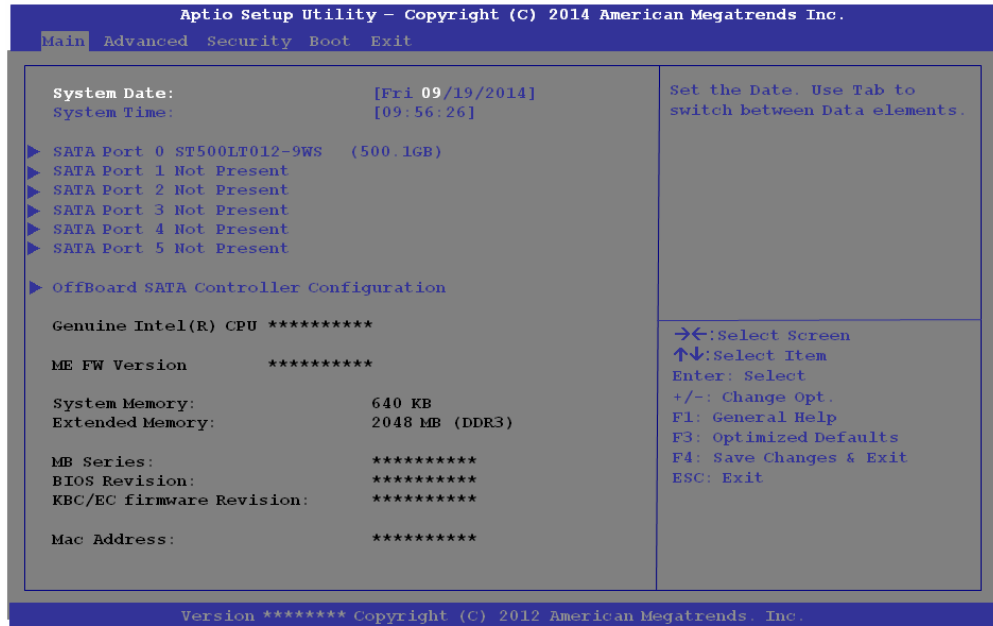 Aptio Setup Utility – Copyright (C) 2014 American Megatrends Inc.
Main Advanced Security Boot Exit
System Date: [Fri 09/19/2014]
System Time: [09:56:26]
SATA Port 0 ST500LT012-9WS (500.1GB)
SATA Port 1 Not Present
SATA Port 2 Not Present
SATA Port 3 Not Present
SATA Port 4 Not Present
SATA Port 5 Not Present
OffBoard SATA Controller Configuration
Genuine Intel(R) CPU **********
ME FW Version **********
System Memory: 640 KB
Extended Memory: 2048 MB (DDR3)
MB Series: **********
BIOS Revision: **********
KBC/EC firmware Revision: **********
Mac Address: **********
Set the Date. Use Tab to
switch between Data elements.
→←:Select Screen
↑↓:Select Item
Enter: Select
+/-: Change Opt.
F1: General Help
F3: Optimized Defaults
F4: Save Changes & Exit
ESC: Exit
Version ******** Copyright (C) 2012 American Megatrends. Inc.